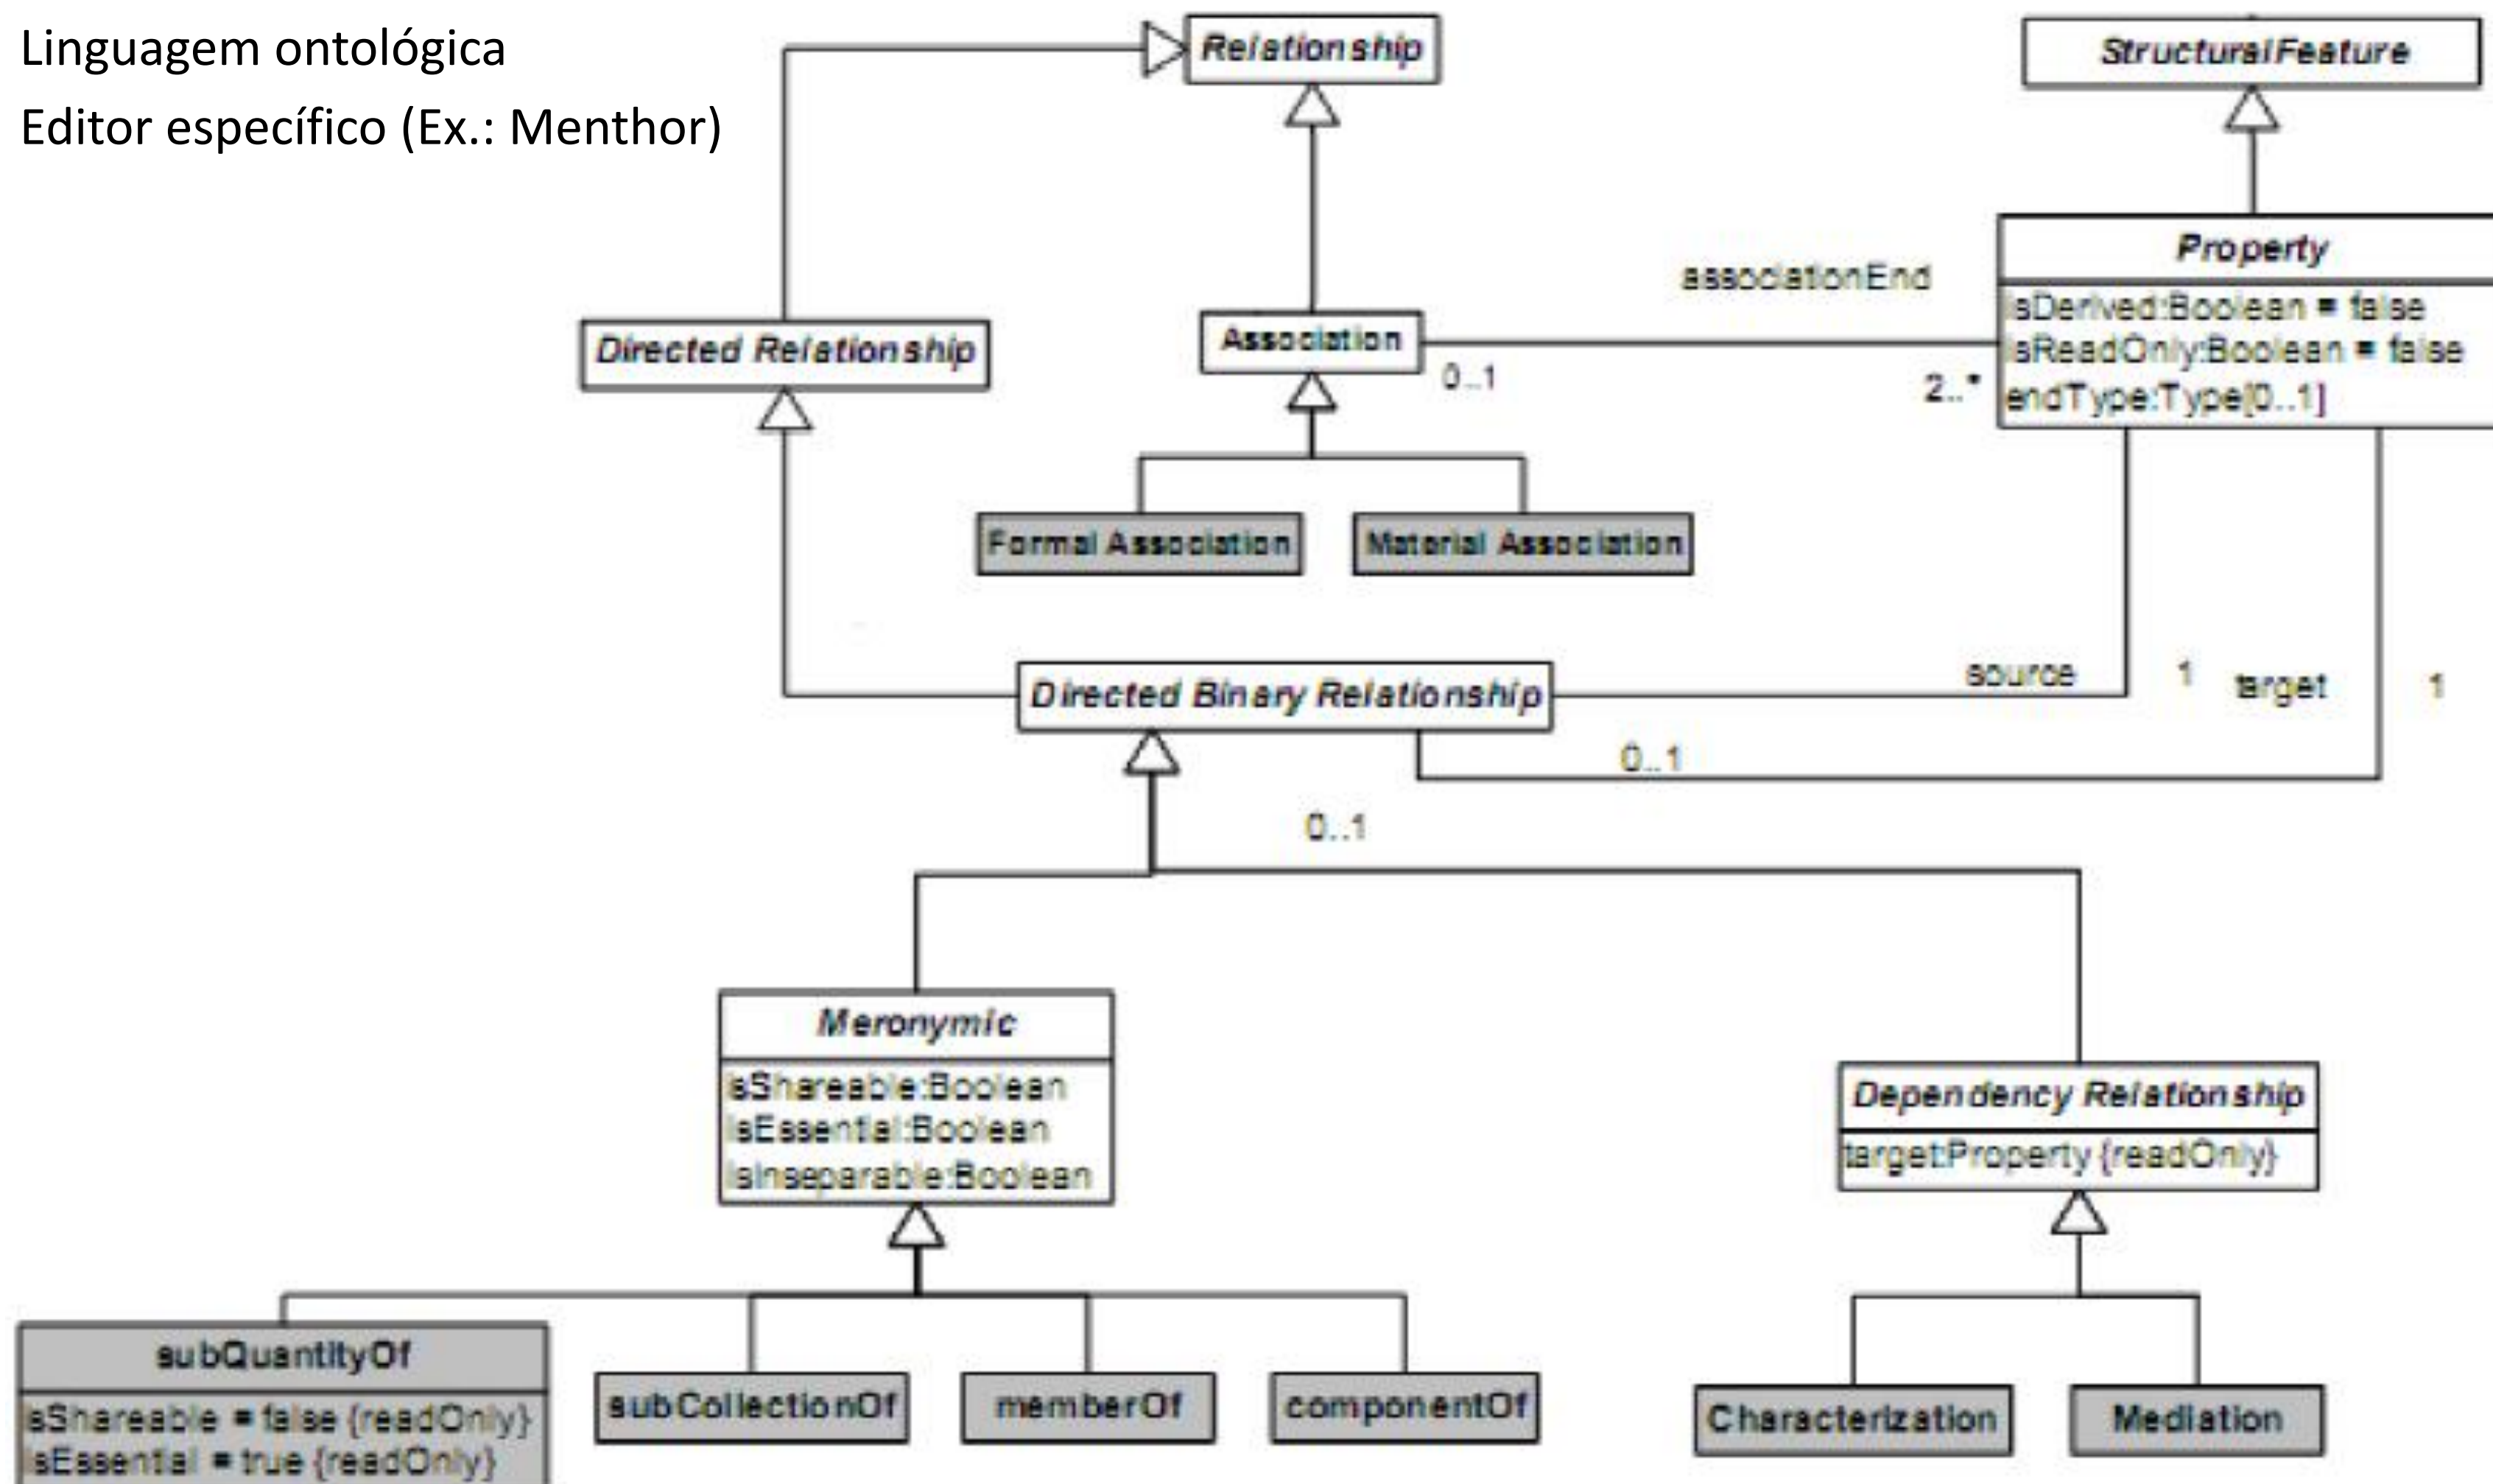 Linguagem ontológica
Editor específico (Ex.: Menthor)
Relationship
StructuralFeature
Property
isDerived:Boolean = false
isReadOnly:Boolean = false
endType:Type[0..1]
associationEnd
Directed Relationship
Association
0..1
2..*
Formal Association
Material Association
Directed Binary Relationship
source
1
target
1
0..1
0..1
Meronymic
isShareable:Boolean
isEssential:Boolean
isInseparable:Boolean
Dependency Relationship
target:Property {readOnly}
subQuantityOf
isShareable = false {readOnly}
isEssential = true {readOnly}
subCollectionOf
memberOf
componentOf
Characterization
Mediation